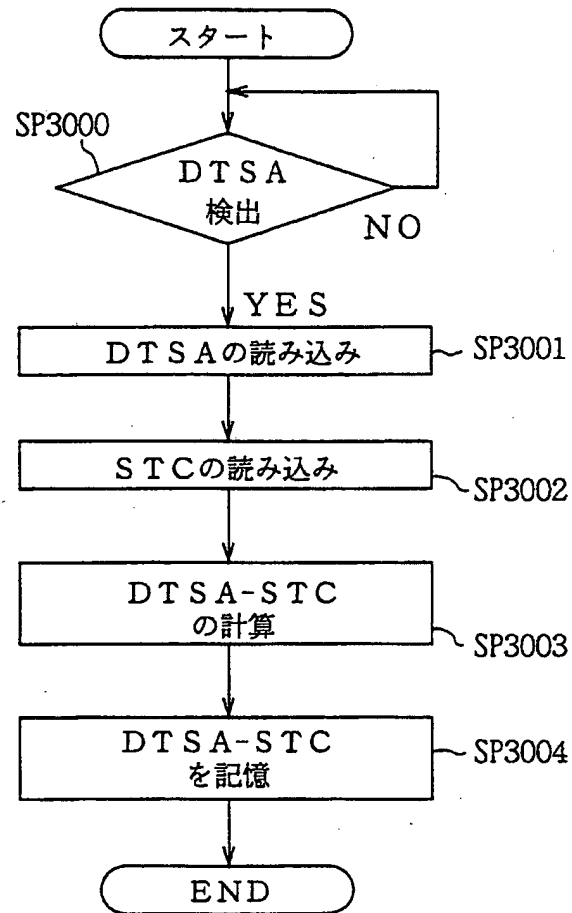 スタート
SP3000
DTSA
検出
NO
YES
DTSAの読み込み
SP3001
STCの読み込み
SP3002
DTSA-STC
の計算
SP3003
DTSA-STC
を記憶
SP3004
END